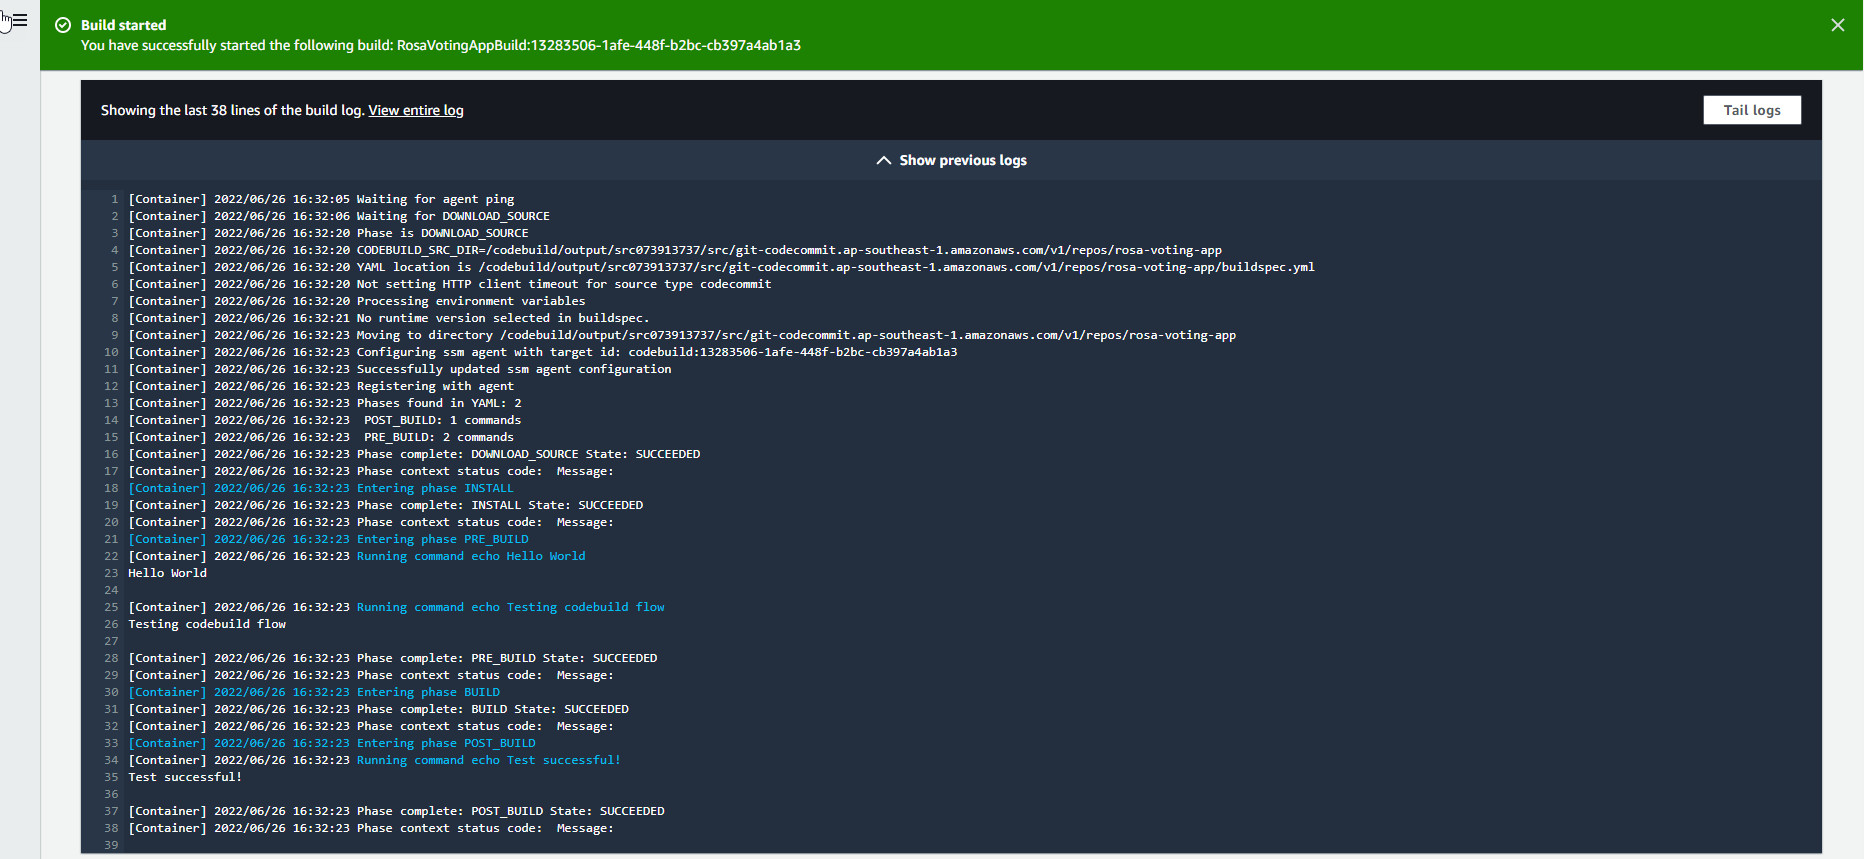 Build started
You have successfully started the following build: RosaVotingAppBuild:13283506-1afe-448f-b2bc-cb397a4ab1a3
Showing the last 38 lines of the build log. View entire log
Tail logs
Show previous logs
1 [Container] 2022/06/26 16:32:05 Waiting for agent ping
2 [Container] 2022/06/26 16:32:06 Waiting for DOWNLOAD_SOURCE
3 [Container] 2022/06/26 16:32:20 Phase is DOWNLOAD_SOURCE
4 [Container] 2022/06/26 16:32:20 CODEBUILD_SRC_DIR=/codebuild/output/src073913737/src/git-codecommit.ap-southeast-1.amazonaws.com/v1/repos/rosa-voting-app
5 [Container] 2022/06/26 16:32:20 YAML location is /codebuild/output/src073913737/src/git-codecommit.ap-southeast-1.amazonaws.com/v1/repos/rosa-voting-app/buildspec.yml
6 [Container] 2022/06/26 16:32:20 Not setting HTTP client timeout for source type codecommit
7 [Container] 2022/06/26 16:32:20 Processing environment variables
8 [Container] 2022/06/26 16:32:21 No runtime version selected in buildspec.
9 [Container] 2022/06/26 16:32:23 Moving to directory /codebuild/output/src073913737/src/git-codecommit.ap-southeast-1.amazonaws.com/v1/repos/rosa-voting-app
10 [Container] 2022/06/26 16:32:23 Configuring ssm agent with target id: codebuild:13283506-1afe-448f-b2bc-cb397a4ab1a3
11 [Container] 2022/06/26 16:32:23 Successfully updated ssm agent configuration
12 [Container] 2022/06/26 16:32:23 Registering with agent
13 [Container] 2022/06/26 16:32:23 Phases found in YAML: 2
14 [Container] 2022/06/26 16:32:23  POST_BUILD: 1 commands
15 [Container] 2022/06/26 16:32:23  PRE_BUILD: 2 commands
16 [Container] 2022/06/26 16:32:23 Phase complete: DOWNLOAD_SOURCE State: SUCCEEDED
17 [Container] 2022/06/26 16:32:23 Phase context status code:  Message:
18 [Container] 2022/06/26 16:32:23 Entering phase INSTALL
19 [Container] 2022/06/26 16:32:23 Phase complete: INSTALL State: SUCCEEDED
20 [Container] 2022/06/26 16:32:23 Phase context status code:  Message:
21 [Container] 2022/06/26 16:32:23 Entering phase PRE_BUILD
22 [Container] 2022/06/26 16:32:23 Running command echo Hello World
23 Hello World
24
25 [Container] 2022/06/26 16:32:23 Running command echo Testing codebuild flow
26 Testing codebuild flow
27
28 [Container] 2022/06/26 16:32:23 Phase complete: PRE_BUILD State: SUCCEEDED
29 [Container] 2022/06/26 16:32:23 Phase context status code:  Message:
30 [Container] 2022/06/26 16:32:23 Entering phase BUILD
31 [Container] 2022/06/26 16:32:23 Phase complete: BUILD State: SUCCEEDED
32 [Container] 2022/06/26 16:32:23 Phase context status code:  Message:
33 [Container] 2022/06/26 16:32:23 Entering phase POST_BUILD
34 [Container] 2022/06/26 16:32:23 Running command echo Test successful!
35 Test successful!
36
37 [Container] 2022/06/26 16:32:23 Phase complete: POST_BUILD State: SUCCEEDED
38 [Container] 2022/06/26 16:32:23 Phase context status code:  Message:
39